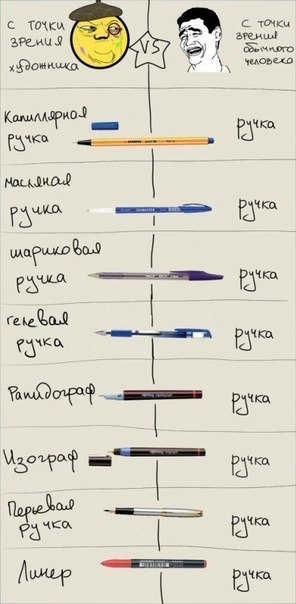 С ТОЧКИ
ЗРЕНИЯ
художника
VS
С ТОЧКИ
ЗРЕНИЯ
обычного
человека
Капиллярная
ручка
ручка
масляная
ручка
ручка
шариковая
ручка
ручка
гелевая
ручка
ручка
Рапидограф
ручка
Изограф
ручка
Перьевая
ручка
ручка
Линер
ручка